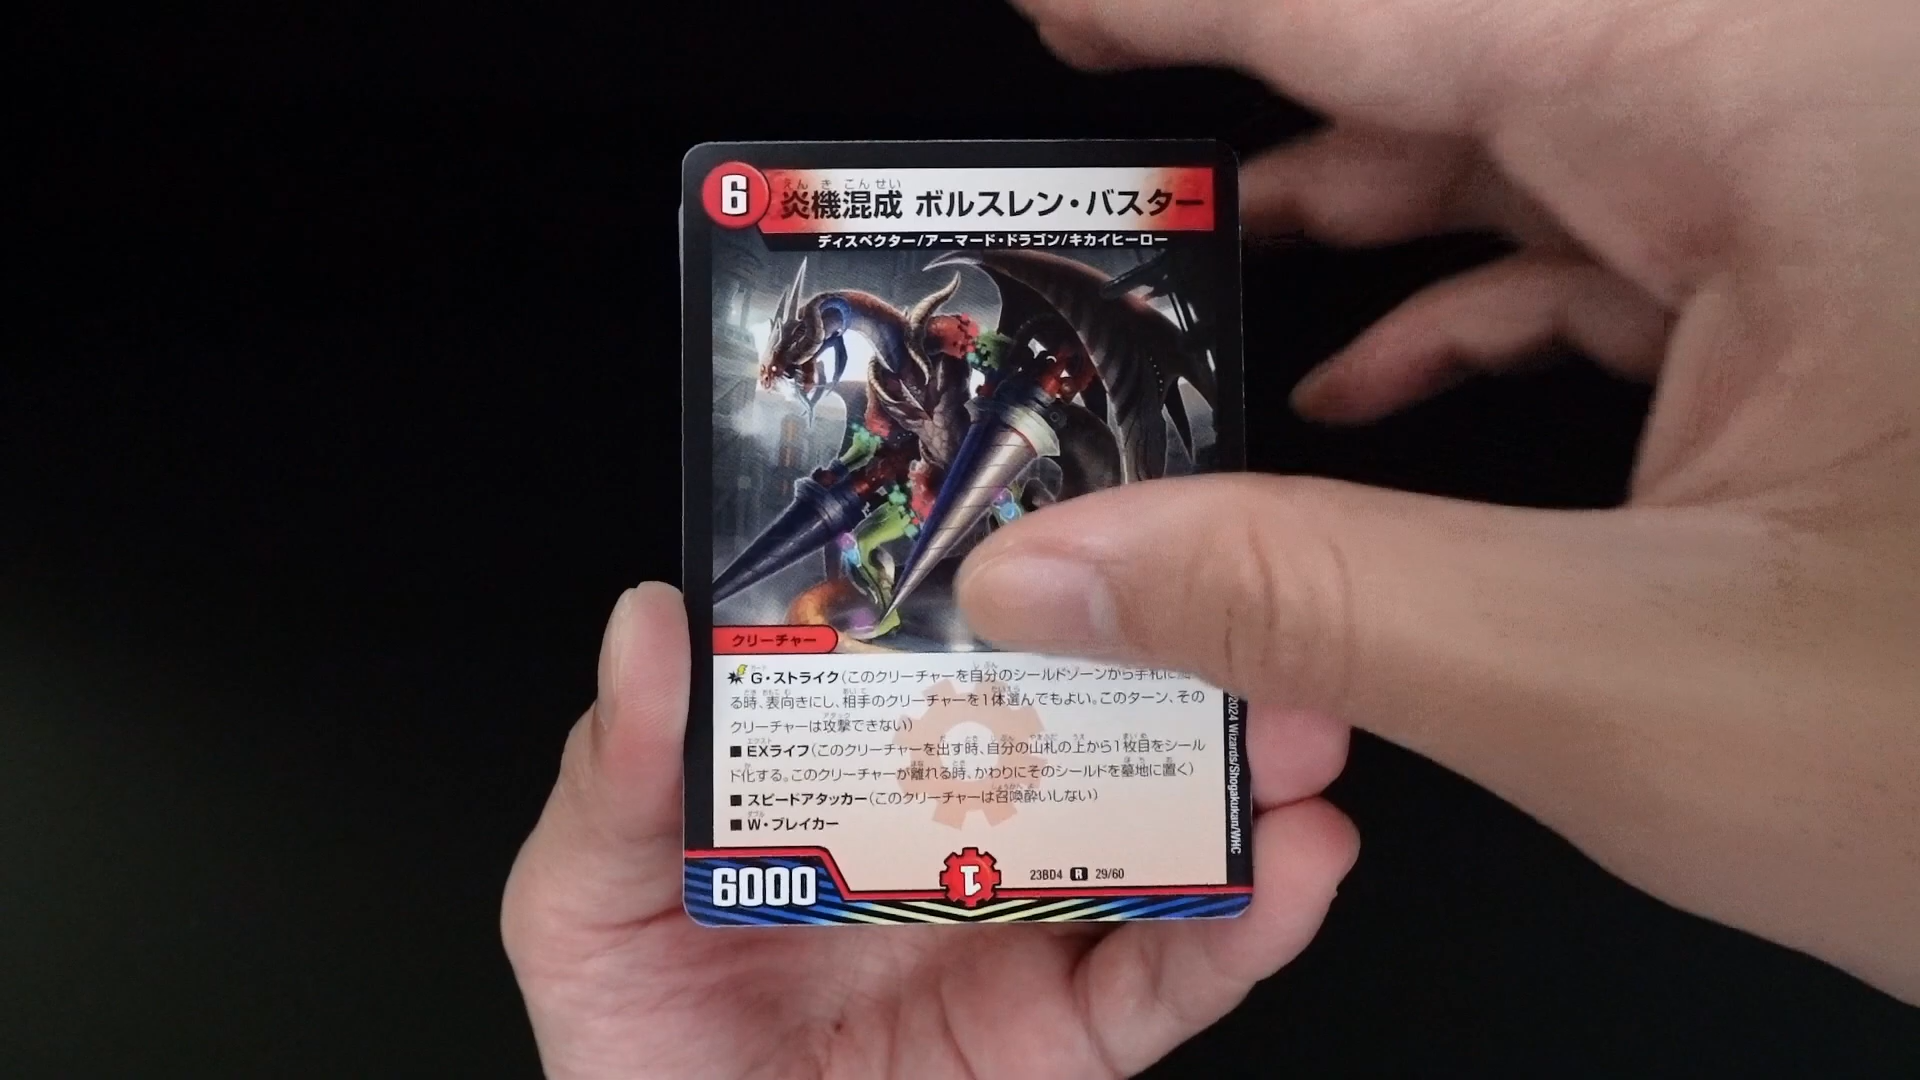 6
えんきこんせい
炎機混成 ボルスレン・バスター
ディスペクター/アーマード・ドラゴン/キカイヒーロー
クリーチャー
G・ストライク(このクリーチャーを自分のシールドゾーンから手札に
る時、表向きにし、相手のクリーチャーを1体選んでもよい。このターン、その
クリーチャーは攻撃できない)
■ EXライフ(このクリーチャーを出す時、自分の山札の上から1枚目をシール
ド化する。このクリーチャーが離れる時、かわりにそのシールドを墓地に置く)
■ スピードアタッカー(このクリーチャーは召喚酔いしない)
■ W・ブレイカー
6000
1
23BD4 R 29/60
2024 Wizards/Shogakukan/WHC